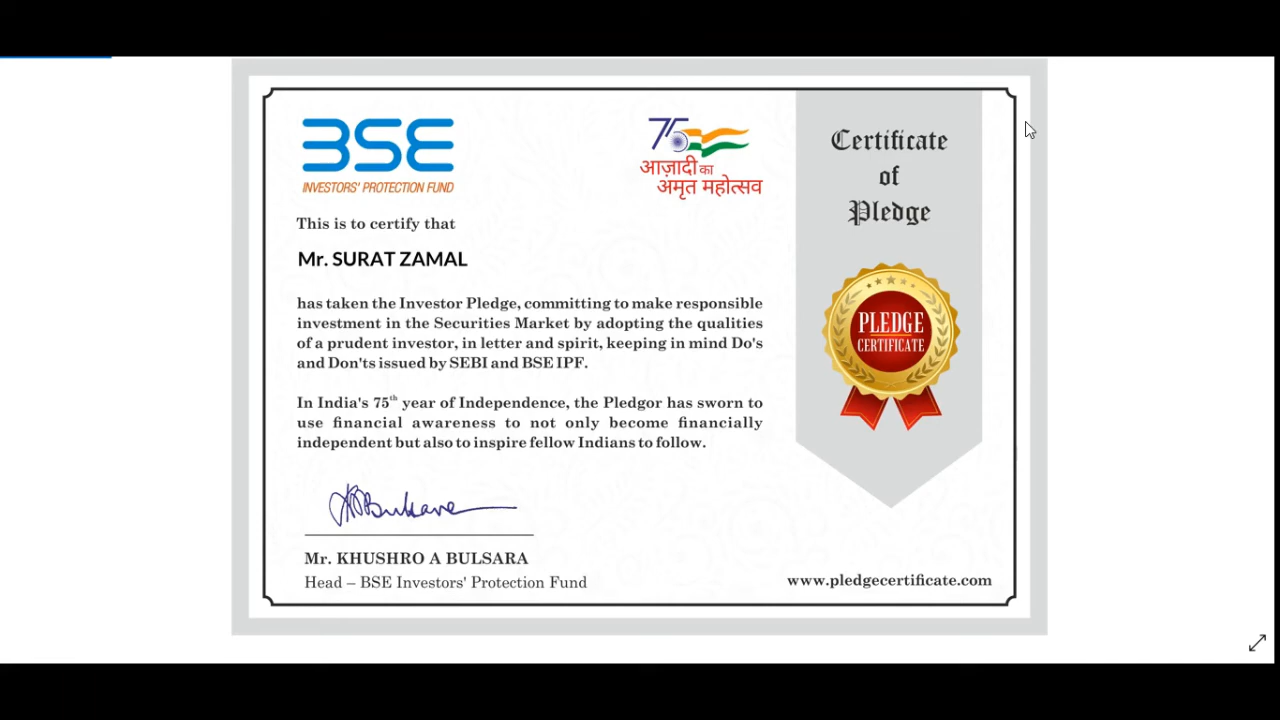 BSE
INVESTORS' PROTECTION FUND
75
आज़ादी का
अमृत महोत्सव
Certificate
of
Pledge
This is to certify that
Mr. SURAT ZAMAL
has taken the Investor Pledge, committing to make responsible
investment in the Securities Market by adopting the qualities
of a prudent investor, in letter and spirit, keeping in mind Do's
and Don'ts issued by SEBI and BSE IPF.
In India's 75th year of Independence, the Pledgor has sworn to
use financial awareness to not only become financially
independent but also to inspire fellow Indians to follow.
PLEDGE
CERTIFICATE
Mr. KHUSHRO A BULSARA
Head – BSE Investors' Protection Fund
www.pledgecertificate.com